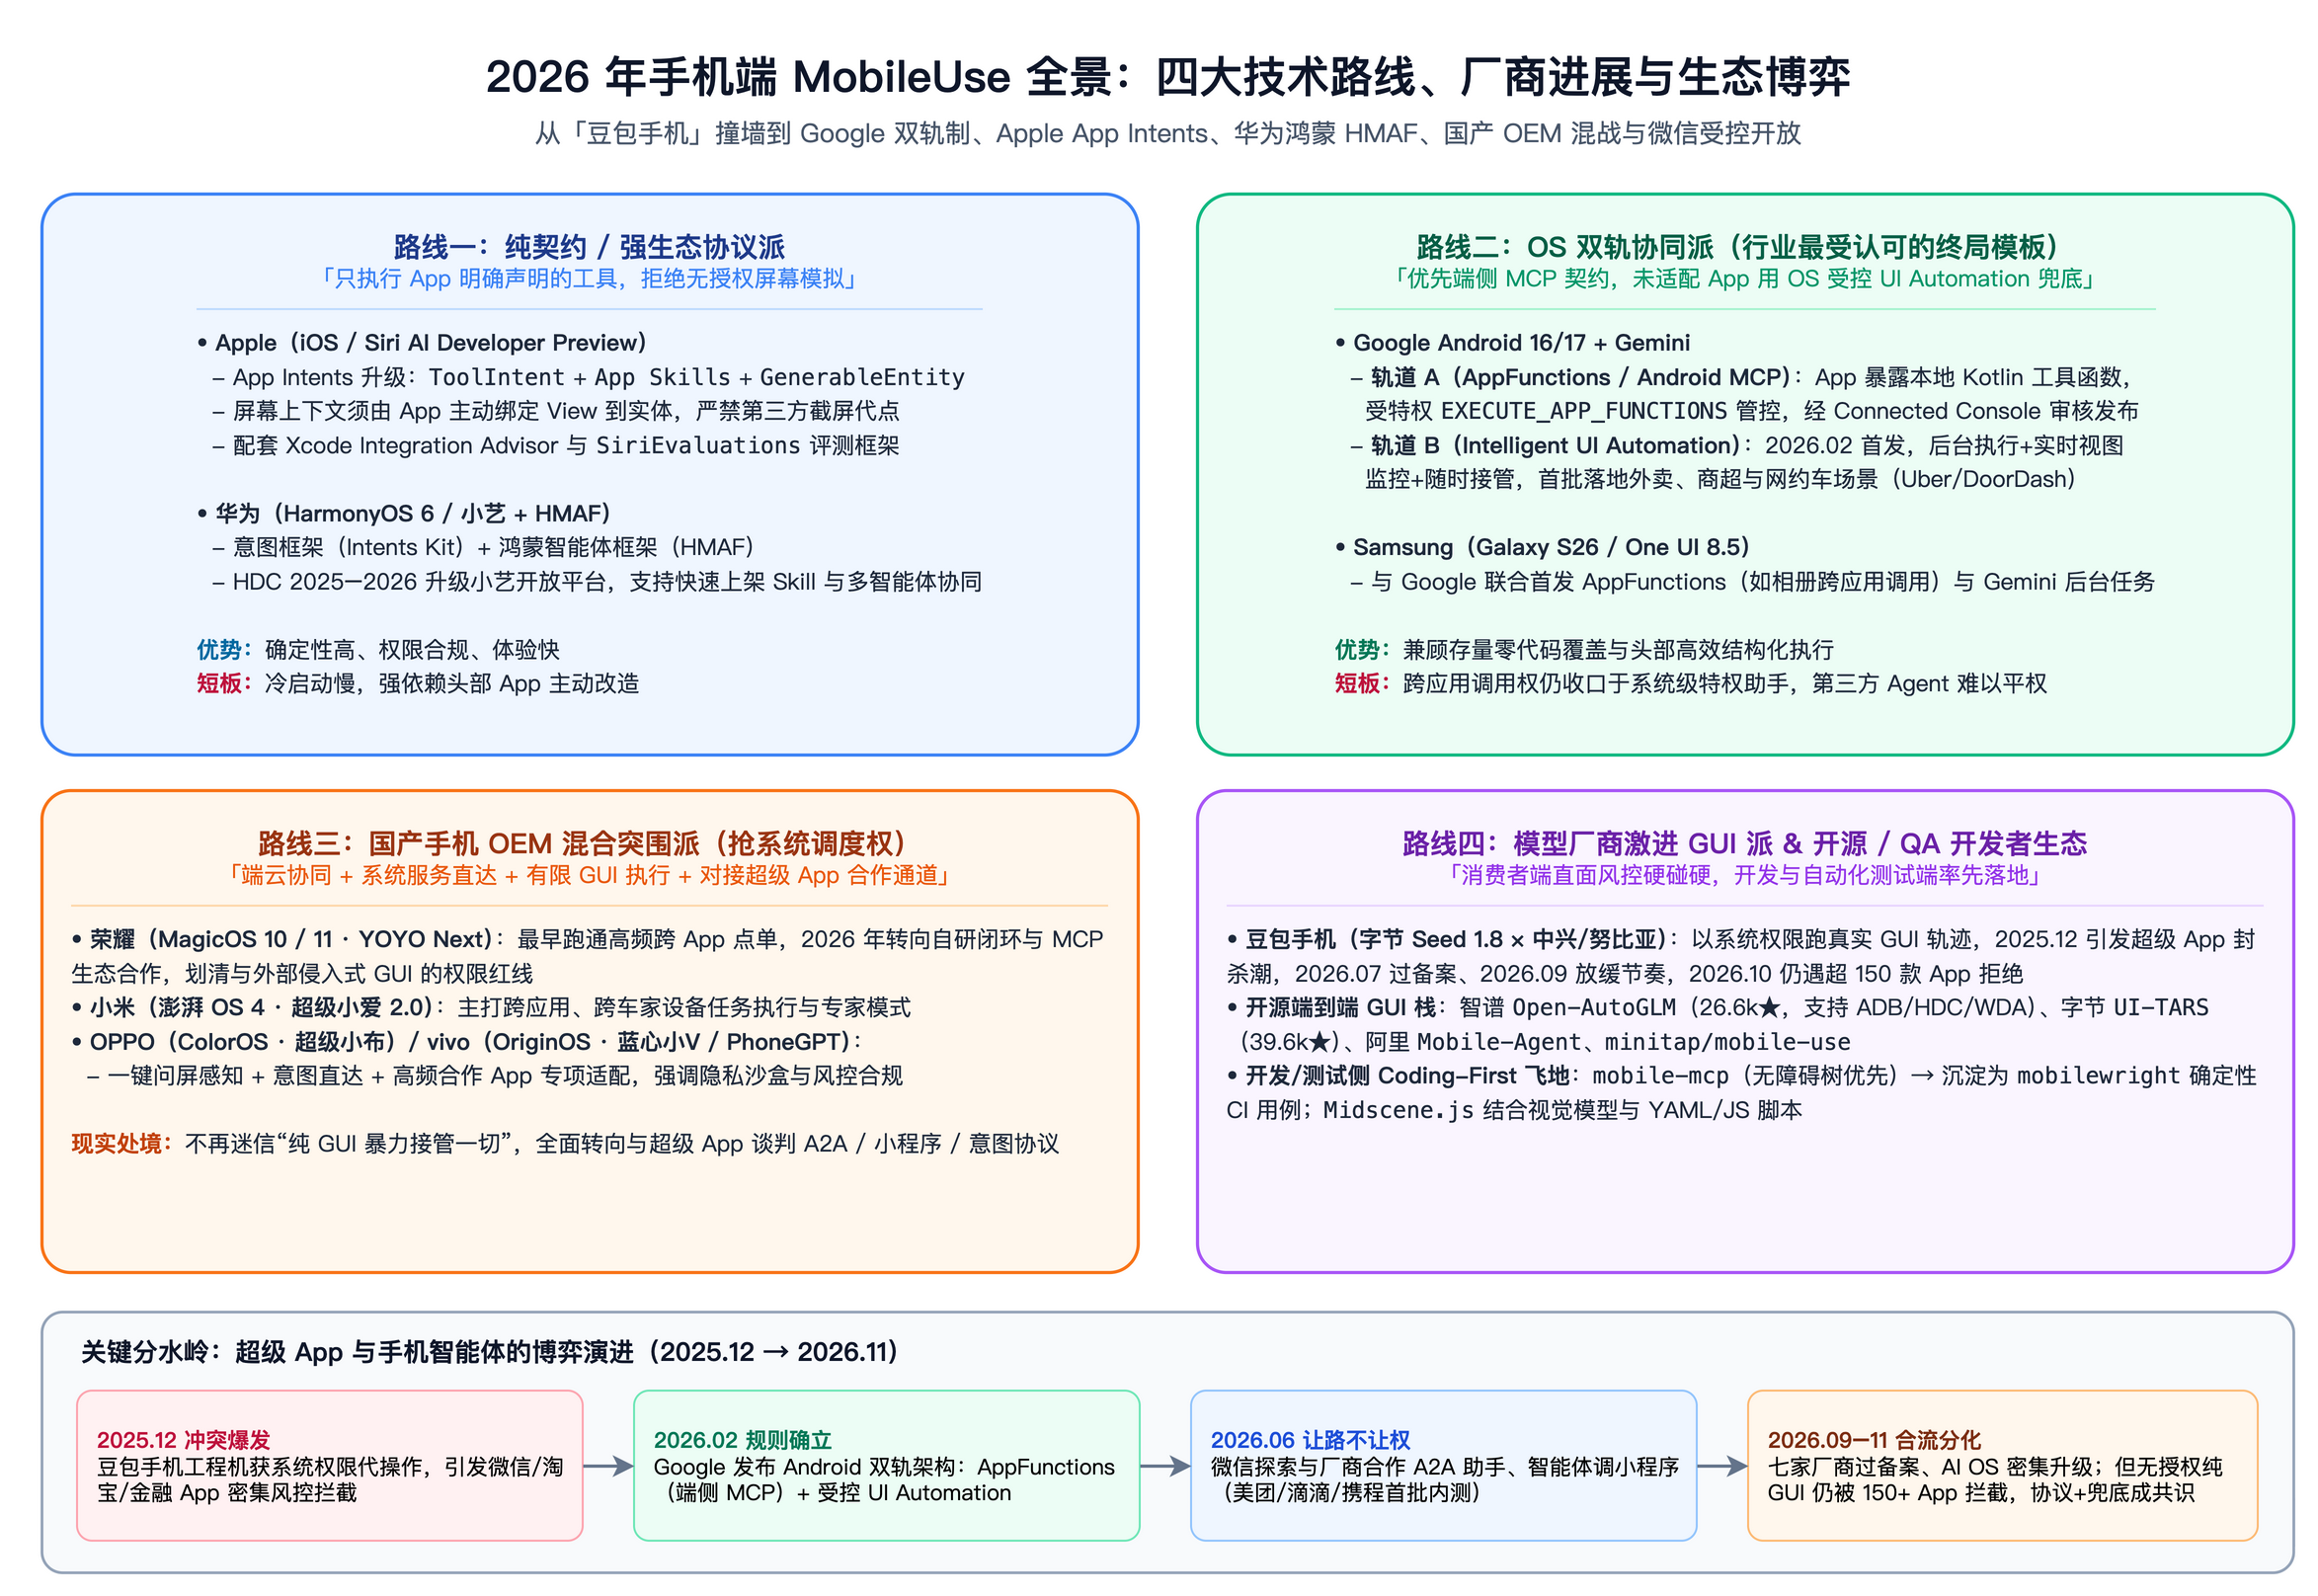 2026 年手机端 MobileUse 全景：四大技术路线、厂商进展与生态博弈
从「豆包手机」撞墙到 Google 双轨制、Apple App Intents、华为鸿蒙 HMAF、国产 OEM 混战与微信受控开放
路线一：纯契约 / 强生态协议派
「只执行 App 明确声明的工具，拒绝无授权屏幕模拟」
• Apple（iOS / Siri AI Developer Preview）
– App Intents 升级：ToolIntent + App Skills + GenerableEntity
– 屏幕上下文须由 App 主动绑定 View 到实体，严禁第三方截屏代点
– 配套 Xcode Integration Advisor 与 SiriEvaluations 评测框架
• 华为（HarmonyOS 6 / 小艺 + HMAF）
– 意图框架（Intents Kit）+ 鸿蒙智能体框架（HMAF）
– HDC 2025—2026 升级小艺开放平台，支持快速上架 Skill 与多智能体协同
优势：确定性高、权限合规、体验快
短板：冷启动慢，强依赖头部 App 主动改造
路线二：OS 双轨协同派（行业最受认可的终局模板）
「优先端侧 MCP 契约，未适配 App 用 OS 受控 UI Automation 兜底」
• Google Android 16/17 + Gemini
– 轨道 A（AppFunctions / Android MCP）：App 暴露本地 Kotlin 工具函数，
受特权 EXECUTE_APP_FUNCTIONS 管控，经 Connected Console 审核发布
– 轨道 B（Intelligent UI Automation）：2026.02 首发，后台执行+实时视图
监控+随时接管，首批落地外卖、商超与网约车场景（Uber/DoorDash）
• Samsung（Galaxy S26 / One UI 8.5）
– 与 Google 联合首发 AppFunctions（如相册跨应用调用）与 Gemini 后台任务
优势：兼顾存量零代码覆盖与头部高效结构化执行
短板：跨应用调用权仍收口于系统级特权助手，第三方 Agent 难以平权
路线三：国产手机 OEM 混合突围派（抢系统调度权）
「端云协同 + 系统服务直达 + 有限 GUI 执行 + 对接超级 App 合作通道」
• 荣耀（MagicOS 10 / 11 · YOYO Next）：最早跑通高频跨 App 点单，2026 年转向自研闭环与 MCP
生态合作，划清与外部侵入式 GUI 的权限红线
• 小米（澎湃 OS 4 · 超级小爱 2.0）：主打跨应用、跨车家设备任务执行与专家模式
• OPPO（ColorOS · 超级小布）/ vivo（OriginOS · 蓝心小V / PhoneGPT）：
– 一键问屏感知 + 意图直达 + 高频合作 App 专项适配，强调隐私沙盒与风控合规
现实处境：不再迷信“纯 GUI 暴力接管一切”，全面转向与超级 App 谈判 A2A / 小程序 / 意图协议
路线四：模型厂商激进 GUI 派 & 开源 / QA 开发者生态
「消费者端直面风控硬碰硬，开发与自动化测试端率先落地」
• 豆包手机（字节 Seed 1.8 × 中兴/努比亚）：以系统权限跑真实 GUI 轨迹，2025.12 引发超级 App 封
杀潮，2026.07 过备案、2026.09 放缓节奏，2026.10 仍遇超 150 款 App 拒绝
• 开源端到端 GUI 栈：智谱 Open-AutoGLM（26.6k★，支持 ADB/HDC/WDA）、字节 UI-TARS
（39.6k★）、阿里 Mobile-Agent、minitap/mobile-use
• 开发/测试侧 Coding-First 飞地：mobile-mcp（无障碍树优先）→ 沉淀为 mobilewright 确定性
CI 用例；Midscene.js 结合视觉模型与 YAML/JS 脚本
关键分水岭：超级 App 与手机智能体的博弈演进（2025.12 → 2026.11）
2025.12 冲突爆发
豆包手机工程机获系统权限代操作，引发微信/淘
宝/金融 App 密集风控拦截
2026.02 规则确立
Google 发布 Android 双轨架构：AppFunctions
（端侧 MCP）+ 受控 UI Automation
2026.06 让路不让权
微信探索与厂商合作 A2A 助手、智能体调小程序
（美团/滴滴/携程首批内测）
2026.09—11 合流分化
七家厂商过备案、AI OS 密集升级；但无授权纯
GUI 仍被 150+ App 拦截，协议+兜底成共识